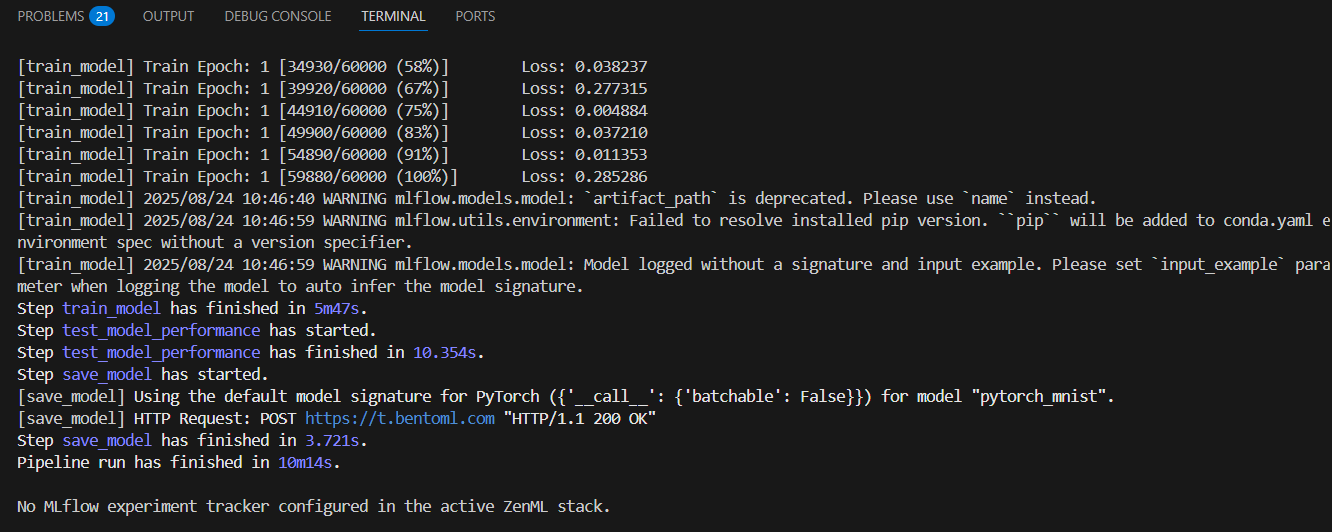 PROBLEMS 21 OUTPUT DEBUG CONSOLE TERMINAL PORTS
[train_model] Train Epoch: 1 [34930/60000 (58%)] Loss: 0.038237
[train_model] Train Epoch: 1 [39920/60000 (67%)] Loss: 0.277315
[train_model] Train Epoch: 1 [44910/60000 (75%)] Loss: 0.004884
[train_model] Train Epoch: 1 [49900/60000 (83%)] Loss: 0.037210
[train_model] Train Epoch: 1 [54890/60000 (91%)] Loss: 0.011353
[train_model] Train Epoch: 1 [59880/60000 (100%)] Loss: 0.285286
[train_model] 2025/08/24 10:46:40 WARNING mlflow.models.model: `artifact_path` is deprecated. Please use `name` instead.
[train_model] 2025/08/24 10:46:59 WARNING mlflow.utils.environment: Failed to resolve installed pip version. ``pip`` will be added to conda.yaml e
nvironment spec without a version specifier.
[train_model] 2025/08/24 10:46:59 WARNING mlflow.models.model: Model logged without a signature and input example. Please set `input_example` para
meter when logging the model to auto infer the model signature.
Step train_model has finished in 5m47s.
Step test_model_performance has started.
Step test_model_performance has finished in 10.354s.
Step save_model has started.
[save_model] Using the default model signature for PyTorch ({'__call__': {'batchable': False}}) for model "pytorch_mnist".
[save_model] HTTP Request: POST https://t.bentoml.com "HTTP/1.1 200 OK"
Step save_model has finished in 3.721s.
Pipeline run has finished in 10m14s.
No MLflow experiment tracker configured in the active ZenML stack.